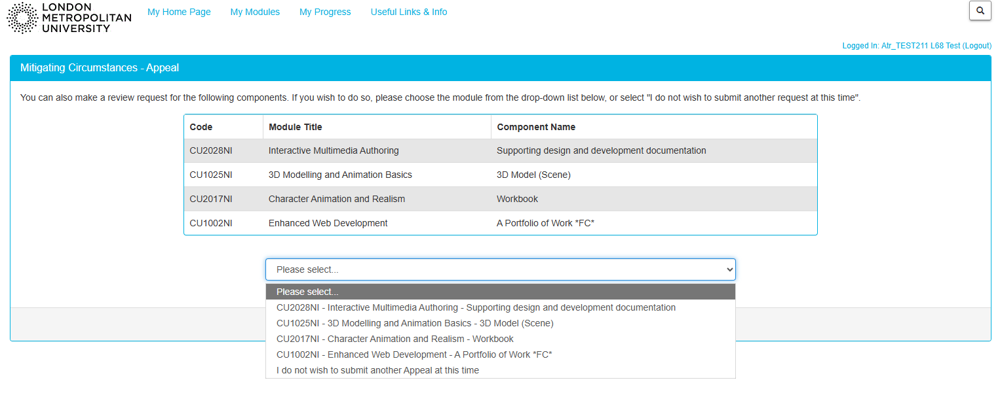 LONDON
METROPOLITAN
UNIVERSITY
My Home Page My Modules My Progress Useful Links & Info
Logged In: Atr_TEST211 L68 Test (Logout)
Mitigating Circumstances - Appeal
You can also make a review request for the following components. If you wish to do so, please choose the module from the drop-down list below, or select "I do not wish to submit another request at this time".
Code Module Title Component Name
CU2028NI Interactive Multimedia Authoring Supporting design and development documentation
CU1025NI 3D Modelling and Animation Basics 3D Model (Scene)
CU2017NI Character Animation and Realism Workbook
CU1002NI Enhanced Web Development A Portfolio of Work *FC*
Please select...
Please select...
CU2028NI - Interactive Multimedia Authoring - Supporting design and development documentation
CU1025NI - 3D Modelling and Animation Basics - 3D Model (Scene)
CU2017NI - Character Animation and Realism - Workbook
CU1002NI - Enhanced Web Development - A Portfolio of Work *FC*
I do not wish to submit another Appeal at this time